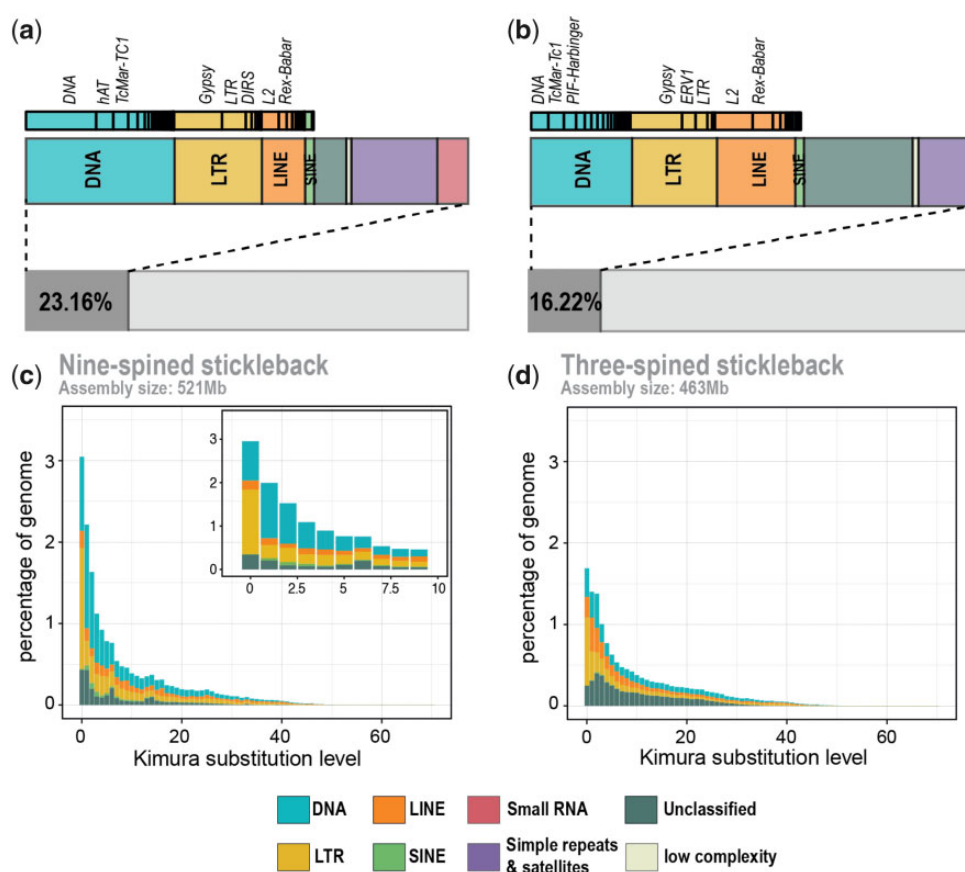 (a)
DNA
hAT
TcMar-TC1
Gypsy
LTR
DIRS
L2
Rex-Babar
DNA
LTR
LINE
SINE
23.16%
(b)
DNA
TcMar-Tc1
PIF-Harbinger
Gypsy
ERV1
LTR
L2
Rex-Babar
DNA
LTR
LINE
SINE
16.22%
(c)
Nine-spined stickleback
Assembly size: 521Mb
percentage of genome
3
2
1
0
3
2
1
0
0
2.5
5
7.5
10
0
20
40
60
Kimura substitution level
(d)
Three-spined stickleback
Assembly size: 463Mb
percentage of genome
3
2
1
0
0
20
40
60
Kimura substitution level
DNA
LINE
Small RNA
Unclassified
LTR
SINE
Simple repeats
& satellites
low complexity